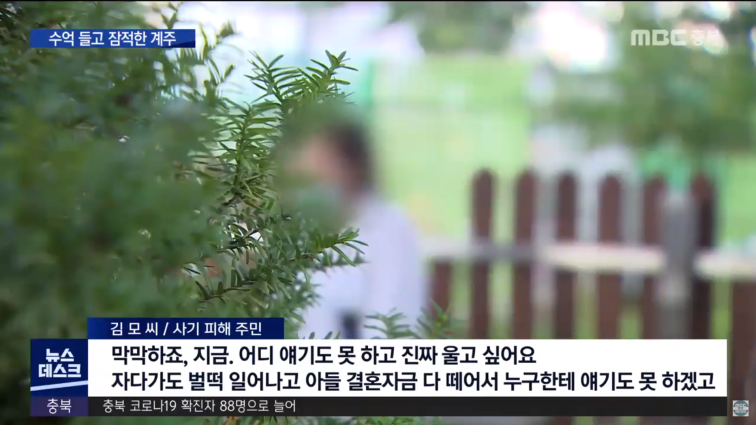 수억 들고 잠적한 계주
MBC 충북
김 모 씨 / 사기 피해 주민
뉴스
데스크
막막하죠, 지금. 어디 얘기도 못 하고 진짜 울고 싶어요
자다가도 벌떡 일어나고 아들 결혼자금 다 떼어서 누구한테 얘기도 못 하겠고
충북
충북 코로나19 확진자 88명으로 늘어